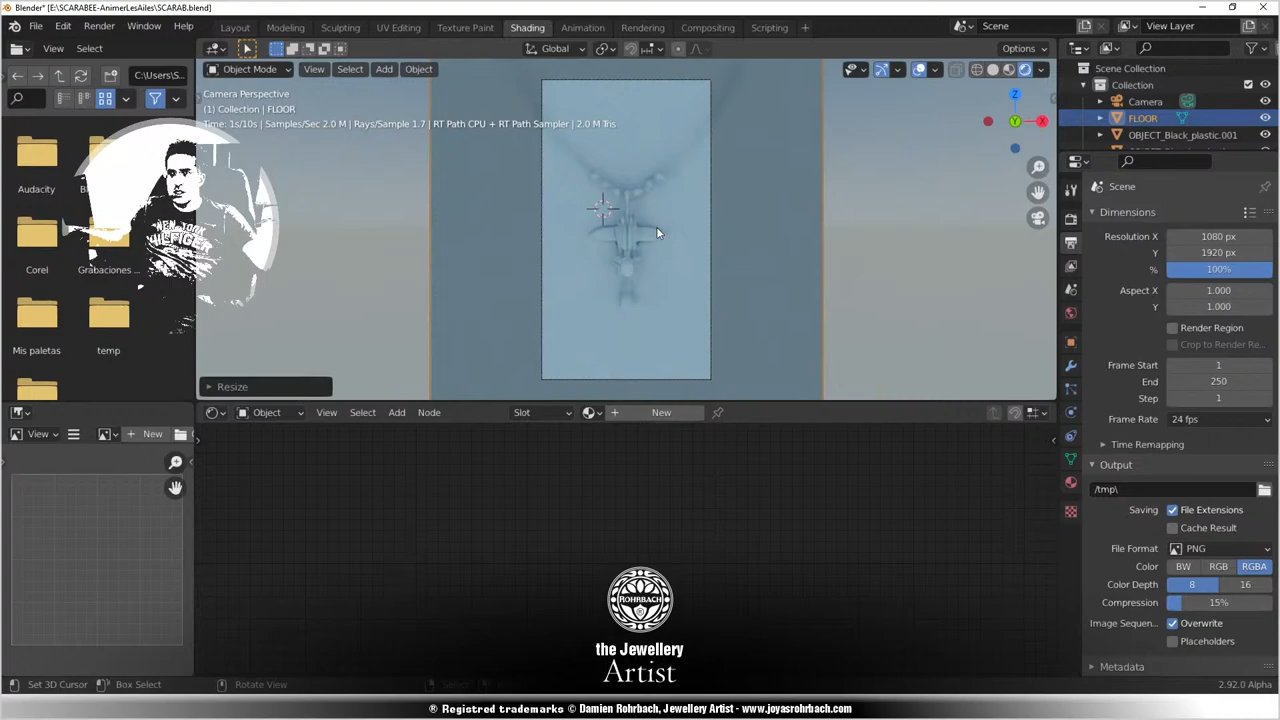 Blender* [E:\SCARABEE-AnimerLesAiles\SCARAB.blend]
File Edit Render Window Help
Layout Modeling Sculpting UV Editing Texture Paint Shading Animation Rendering Compositing Scripting +
Scene
View Layer
View Select
Global
Options
C:\Users\S...
Object Mode View Select Add Object
Camera Perspective
(1) Collection | FLOOR
Time: 1s/10s | Samples/Sec 2.0 M | Rays/Sample 1.7 | RT Path CPU + RT Path Sampler | 2.0 M Tris
Scene Collection
Collection
Camera
FLOOR
OBJECT_Black_plastic.001
Audacity
Corel
Grabaciones ...
Mis paletas
temp
NEW YORK
HILFIGER
Z
Y
X
Resize
Scene
Dimensions
Resolution X 1080 px
Y 1920 px
% 100%
Aspect X 1.000
Y 1.000
Render Region
Crop to Render Re...
Frame Start 1
End 250
Step 1
Frame Rate 24 fps
Time Remapping
Output
/tmp\
Saving File Extensions
Cache Result
File Format PNG
Color BW RGB RGBA
Color Depth 8 16
Compression 15%
Image Sequen... Overwrite
Placeholders
Metadata
Object View Select Add Node Slot + New
View + New
ROHRBACH
the Jewellery
Artist
Set 3D Cursor Box Select Rotate View
2.92.0 Alpha
® Registered trademarks © Damien Rohrbach, Jewellery Artist - www.joyasrohrbach.com